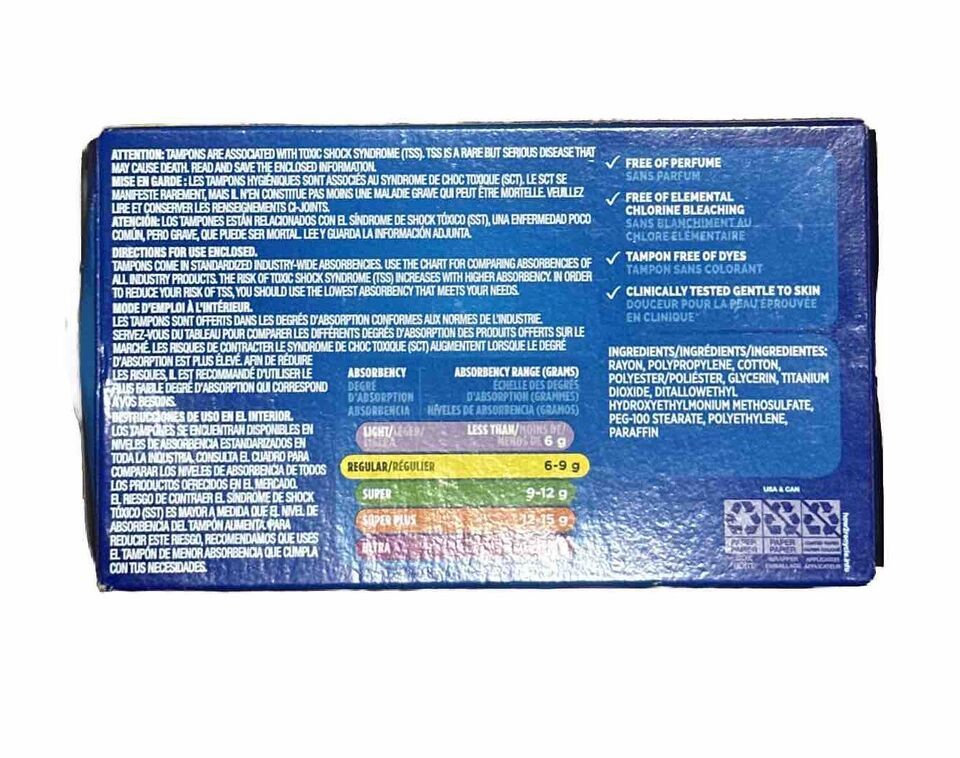 ATTENTION: TAMPONS ARE ASSOCIATED WITH TOXIC SHOCK SYNDROME (TSS). TSS IS A RARE BUT SERIOUS DISEASE THAT
MAY CAUSE DEATH. READ AND SAVE THE ENCLOSED INFORMATION.
MISE EN GARDE : LES TAMPONS HYGIÉNIQUES SONT ASSOCIÉS AU SYNDROME DE CHOC TOXIQUE (SCT). LE SCT SE
MANIFESTE RAREMENT, MAIS IL N'EN CONSTITUE PAS MOINS UNE MALADIE GRAVE QUI PEUT ÊTRE MORTELLE. VEUILLEZ
LIRE ET CONSERVER LES RENSEIGNEMENTS CI-JOINTS.
ATENCIÓN: LOS TAMPONES ESTÁN RELACIONADOS CON EL SÍNDROME DE SHOCK TÓXICO (SST), UNA ENFERMEDAD POCO
COMÚN, PERO GRAVE, QUE PUEDE SER MORTAL. LEE Y GUARDA LA INFORMACIÓN ADJUNTA.
DIRECTIONS FOR USE ENCLOSED.
TAMPONS COME IN STANDARDIZED INDUSTRY-WIDE ABSORBENCIES. USE THE CHART FOR COMPARING ABSORBENCIES OF
ALL INDUSTRY PRODUCTS. THE RISK OF TOXIC SHOCK SYNDROME (TSS) INCREASES WITH HIGHER ABSORBENCY. IN ORDER
TO REDUCE YOUR RISK OF TSS, YOU SHOULD USE THE LOWEST ABSORBENCY THAT MEETS YOUR NEEDS.
MODE D'EMPLOI À L'INTÉRIEUR.
LES TAMPONS SONT OFFERTS DANS LES DEGRÉS D'ABSORPTION CONFORMES AUX NORMES DE L'INDUSTRIE.
SERVEZ-VOUS DU TABLEAU POUR COMPARER LES DIFFÉRENTS DEGRÉS D'ABSORPTION DES PRODUITS OFFERTS SUR LE
MARCHÉ. LES RISQUES DE CONTRACTER LE SYNDROME DE CHOC TOXIQUE (SCT) AUGMENTENT LORSQUE LE DEGRÉ
D'ABSORPTION EST PLUS ÉLEVÉ. AFIN DE RÉDUIRE
LES RISQUES, IL EST RECOMMANDÉ D'UTILISER LE
PLUS FAIBLE DEGRÉ D'ABSORPTION QUI CORRESPOND
À VOS BESOINS.
INSTRUCCIONES DE USO EN EL INTERIOR.
LOS TAMPONES SE ENCUENTRAN DISPONIBLES EN
NIVELES DE ABSORBENCIA ESTANDARIZADOS EN
TODA LA INDUSTRIA. CONSULTA EL CUADRO PARA
COMPARAR LOS NIVELES DE ABSORBENCIA DE TODOS
LOS PRODUCTOS OFRECIDOS EN EL MERCADO.
EL RIESGO DE CONTRAER EL SÍNDROME DE SHOCK
TÓXICO (SST) ES MAYOR A MEDIDA QUE EL NIVEL DE
ABSORBENCIA DEL TAMPÓN AUMENTA. PARA
REDUCIR ESTE RIESGO, RECOMENDAMOS QUE USES
EL TAMPÓN DE MENOR ABSORBENCIA QUE CUMPLA
CON TUS NECESIDADES.
ABSORBENCY ABSORBENCY RANGE (GRAMS)
DEGRÉ ÉCHELLE DES DEGRÉS
D'ABSORPTION D'ABSORPTION (GRAMMES)
ABSORBENCIA NIVELES DE ABSORBENCIA (GRAMOS)
LIGHT/LÉGER/ LESS THAN/MOINS DE/
MENOS DE 6 g
REGULAR/RÉGULIER 6-9 g
SUPER 9-12 g
SUPER PLUS 12-15 g
ULTRA
FREE OF PERFUME
SANS PARFUM
FREE OF ELEMENTAL
CHLORINE BLEACHING
SANS BLANCHIMENT AU
CHLORE ÉLÉMENTAIRE
TAMPON FREE OF DYES
TAMPON SANS COLORANT
CLINICALLY TESTED GENTLE TO SKIN
DOUCEUR POUR LA PEAU ÉPROUVÉE
EN CLINIQUE
INGREDIENTS/INGRÉDIENTS/INGREDIENTES:
RAYON, POLYPROPYLENE, COTTON,
POLYESTER/POLIÉSTER, GLYCERIN, TITANIUM
DIOXIDE, DITALLOWETHYL
HYDROXYETHYLMONIUM METHOSULFATE,
PEG-100 STEARATE, POLYETHYLENE,
PARAFFIN
USA & CAN
how2recycle.info
PAPER PAPER
PAPIER PAPIER
WRAPPER APPLICATOR
EMBALLAGE APPLICATEUR